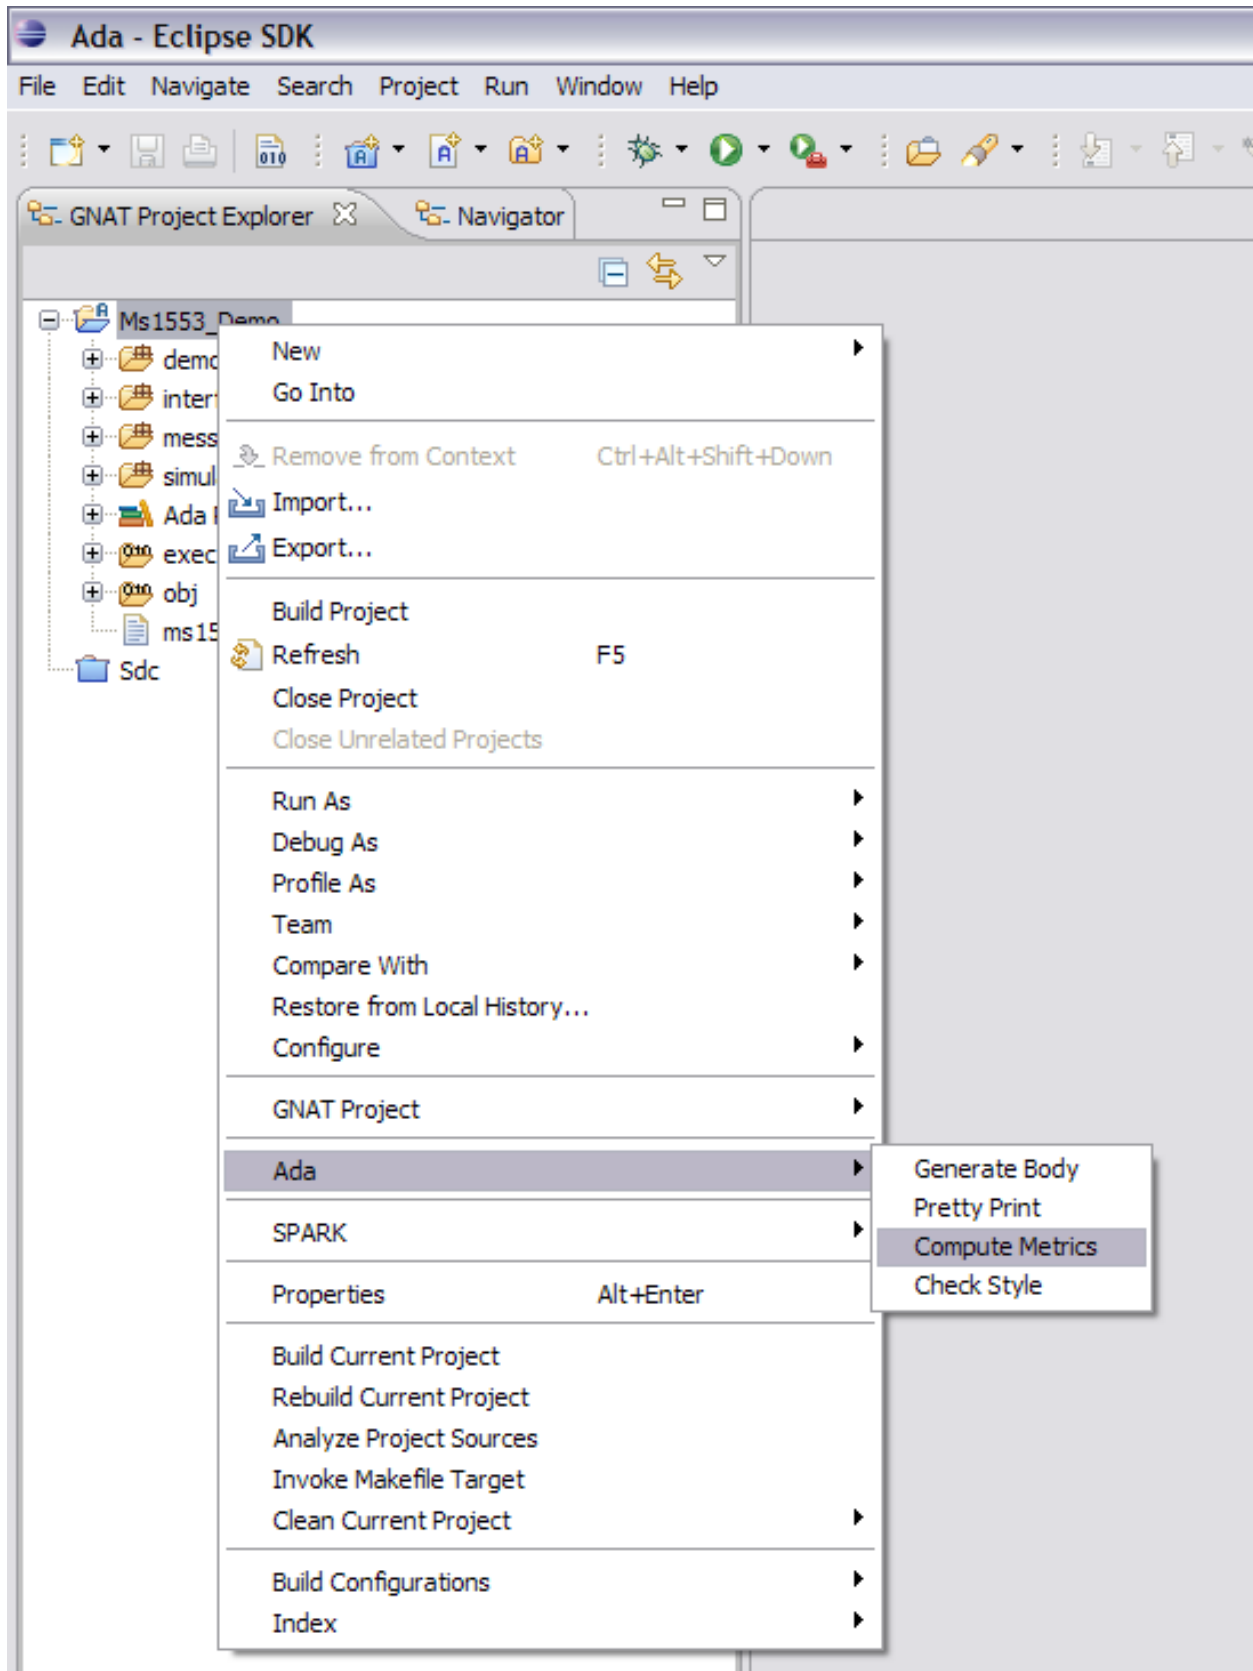 Ada - Eclipse SDK
File Edit Navigate Search Project Run Window Help
GNAT Project Explorer Navigator
Ms1553_Demo
demo
inter
mess
simul
Ada
exec
obj
ms15
Sdc
New
Go Into
Remove from Context Ctrl+Alt+Shift+Down
Import...
Export...
Build Project
Refresh F5
Close Project
Close Unrelated Projects
Run As
Debug As
Profile As
Team
Compare With
Restore from Local History...
Configure
GNAT Project
Ada
SPARK
Properties Alt+Enter
Build Current Project
Rebuild Current Project
Analyze Project Sources
Invoke Makefile Target
Clean Current Project
Build Configurations
Index
Generate Body
Pretty Print
Compute Metrics
Check Style